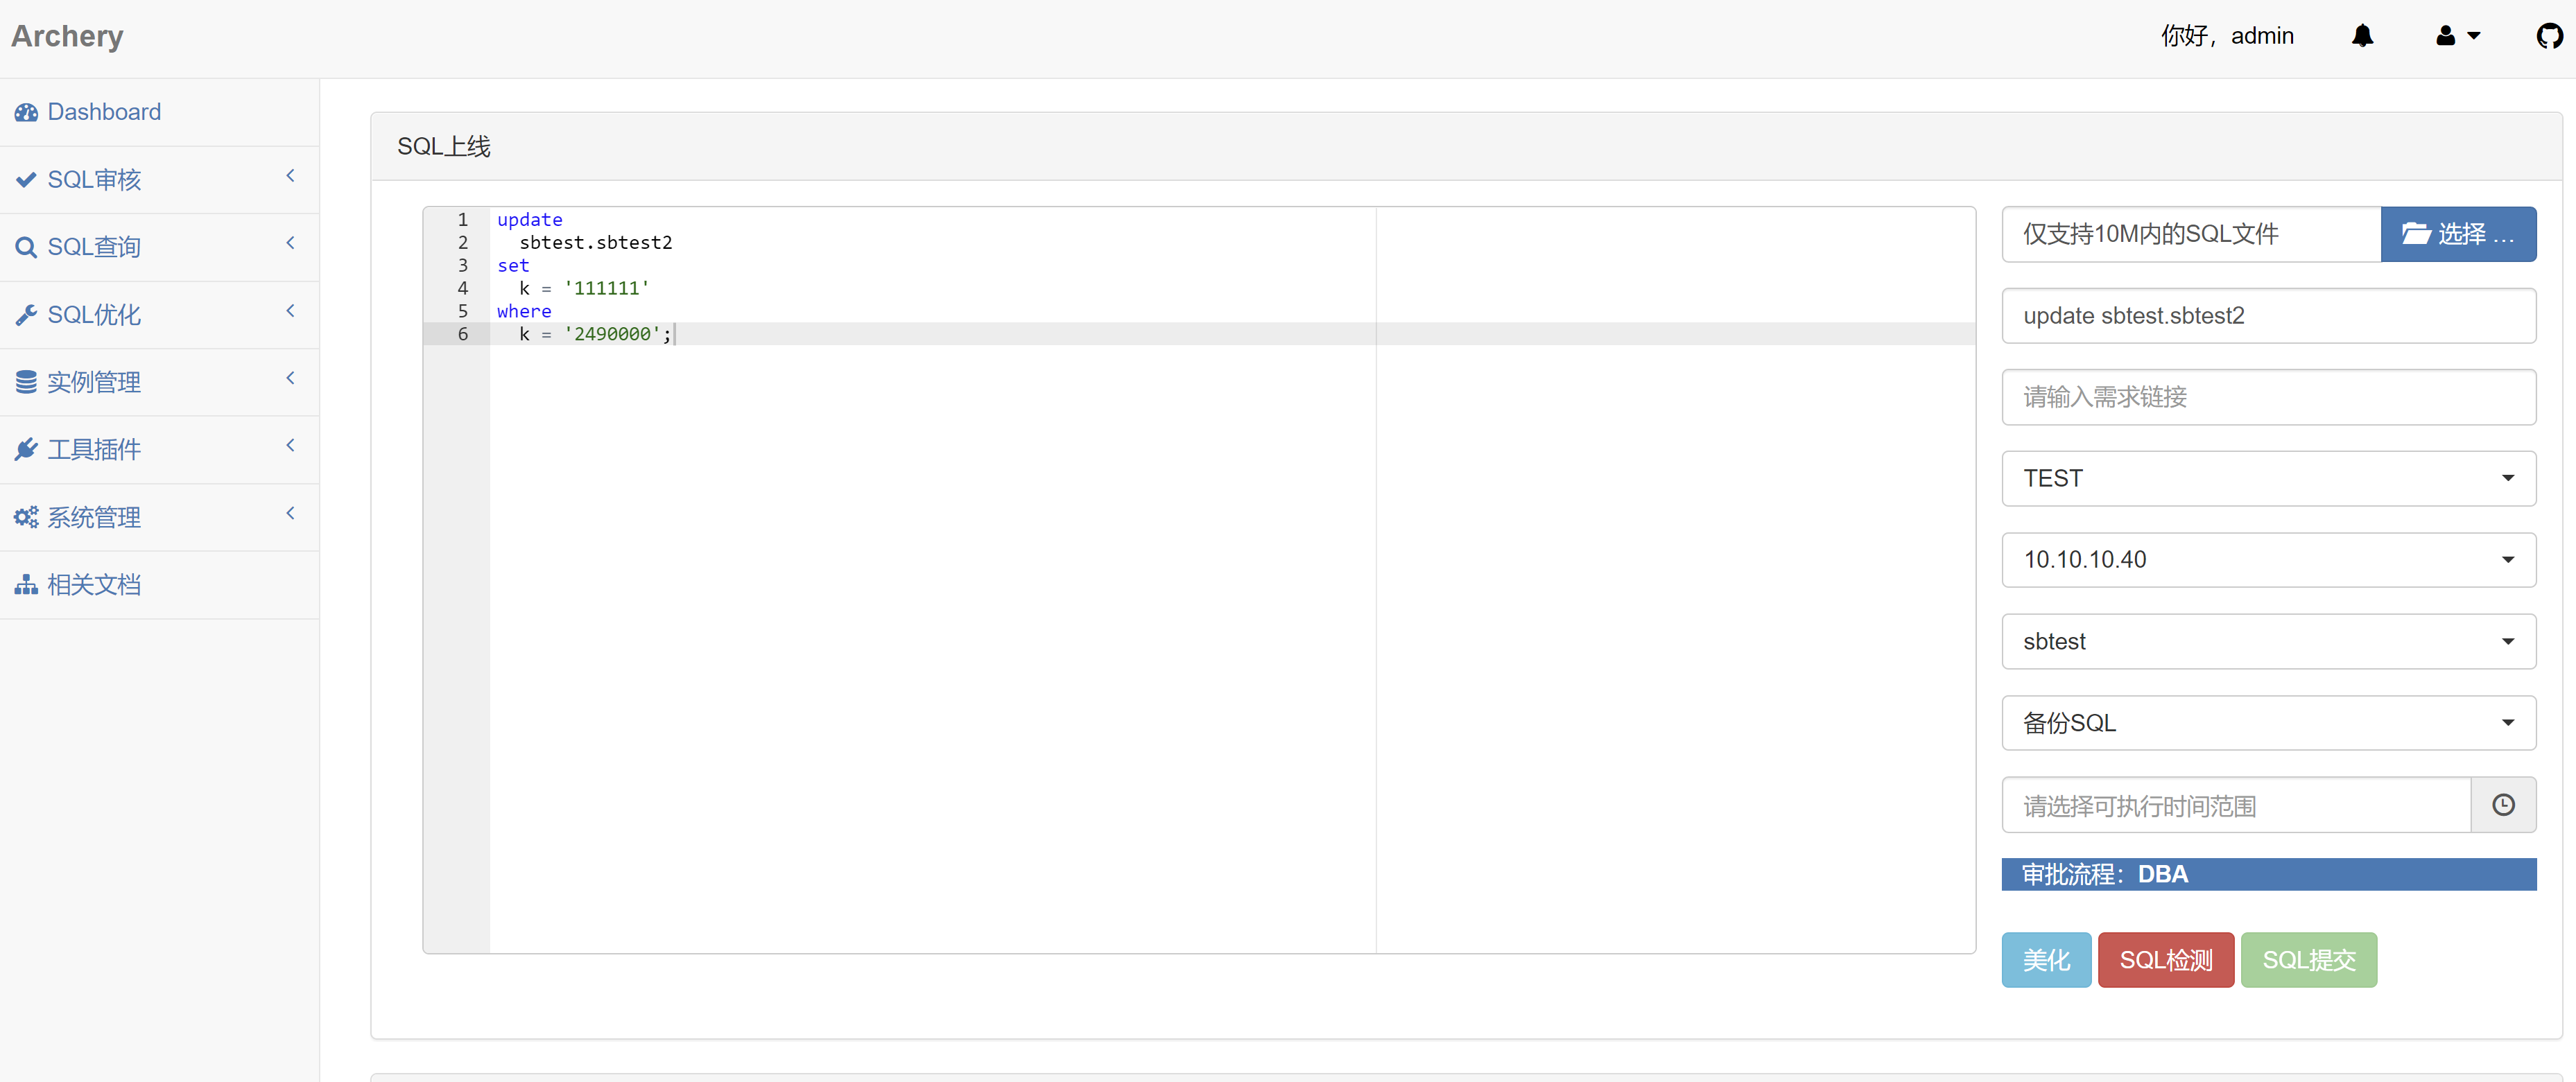 Archery
你好，admin
Dashboard
SQL审核
SQL查询
SQL优化
实例管理
工具插件
系统管理
相关文档
SQL上线
1 update
2 sbtest.sbtest2
3 set
4 k = '111111'
5 where
6 k = '2490000';
仅支持10M内的SQL文件
选择 ...
update sbtest.sbtest2
请输入需求链接
TEST
10.10.10.40
sbtest
备份SQL
请选择可执行时间范围
审批流程：DBA
美化 SQL检测 SQL提交